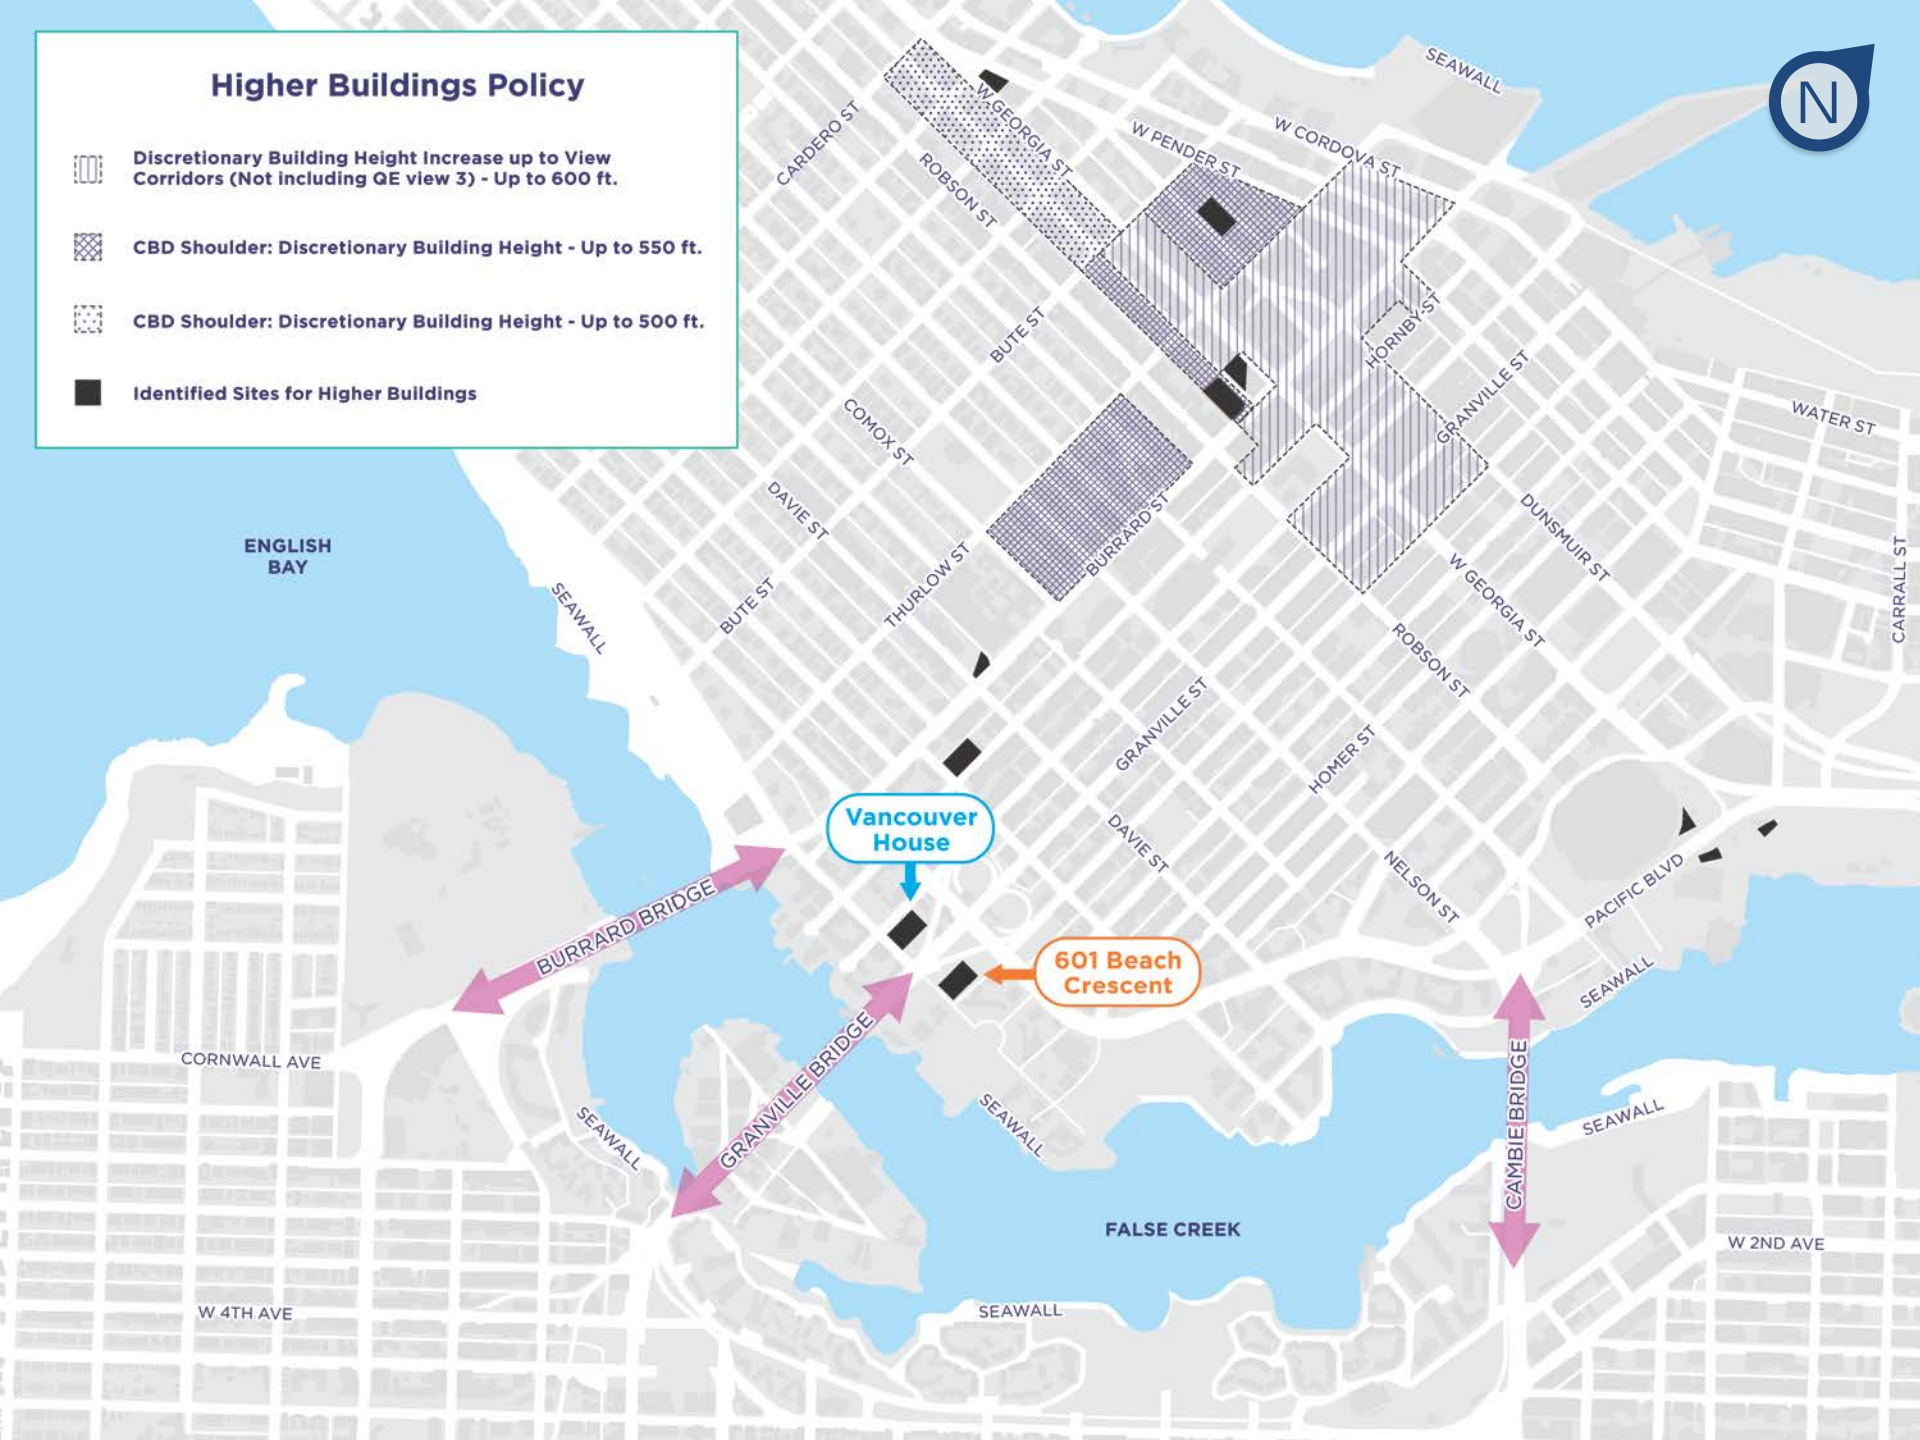 Higher Buildings Policy
Discretionary Building Height Increase up to View
Corridors (Not including QE view 3) - Up to 600 ft.
CBD Shoulder: Discretionary Building Height - Up to 550 ft.
CBD Shoulder: Discretionary Building Height - Up to 500 ft.
Identified Sites for Higher Buildings
N
SEAWALL
W GEORGIA ST
CARDERO ST
W PENDER ST
W CORDOVA ST
ROBSON ST
BUTE ST
HORNBY ST
GRANVILLE ST
WATER ST
COMOX ST
DAVIE ST
BURRARD ST
DUNSMUIR ST
CARRALL ST
ENGLISH
BAY
SEAWALL
BUTE ST
THURLOW ST
W GEORGIA ST
ROBSON ST
GRANVILLE ST
HOMER ST
Vancouver
House
DAVIE ST
NELSON ST
PACIFIC BLVD
BURRARD BRIDGE
601 Beach
Crescent
SEAWALL
CORNWALL AVE
GRANVILLE BRIDGE
SEAWALL
SEAWALL
CAMBIE BRIDGE
SEAWALL
FALSE CREEK
W 2ND AVE
W 4TH AVE
SEAWALL